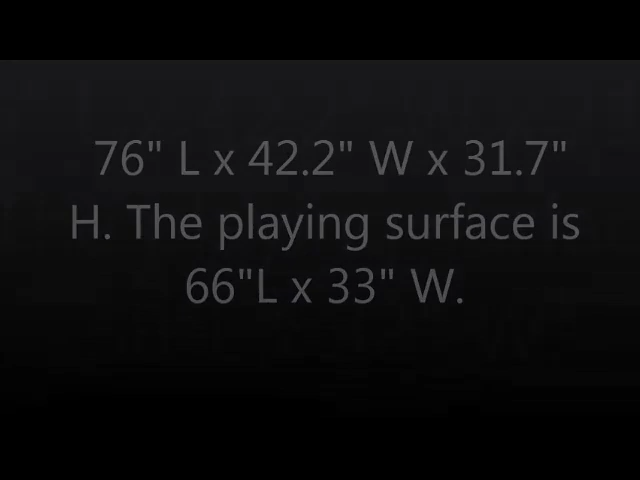 76" L x 42.2" W x 31.7"
H. The playing surface is
66"L x 33" W.